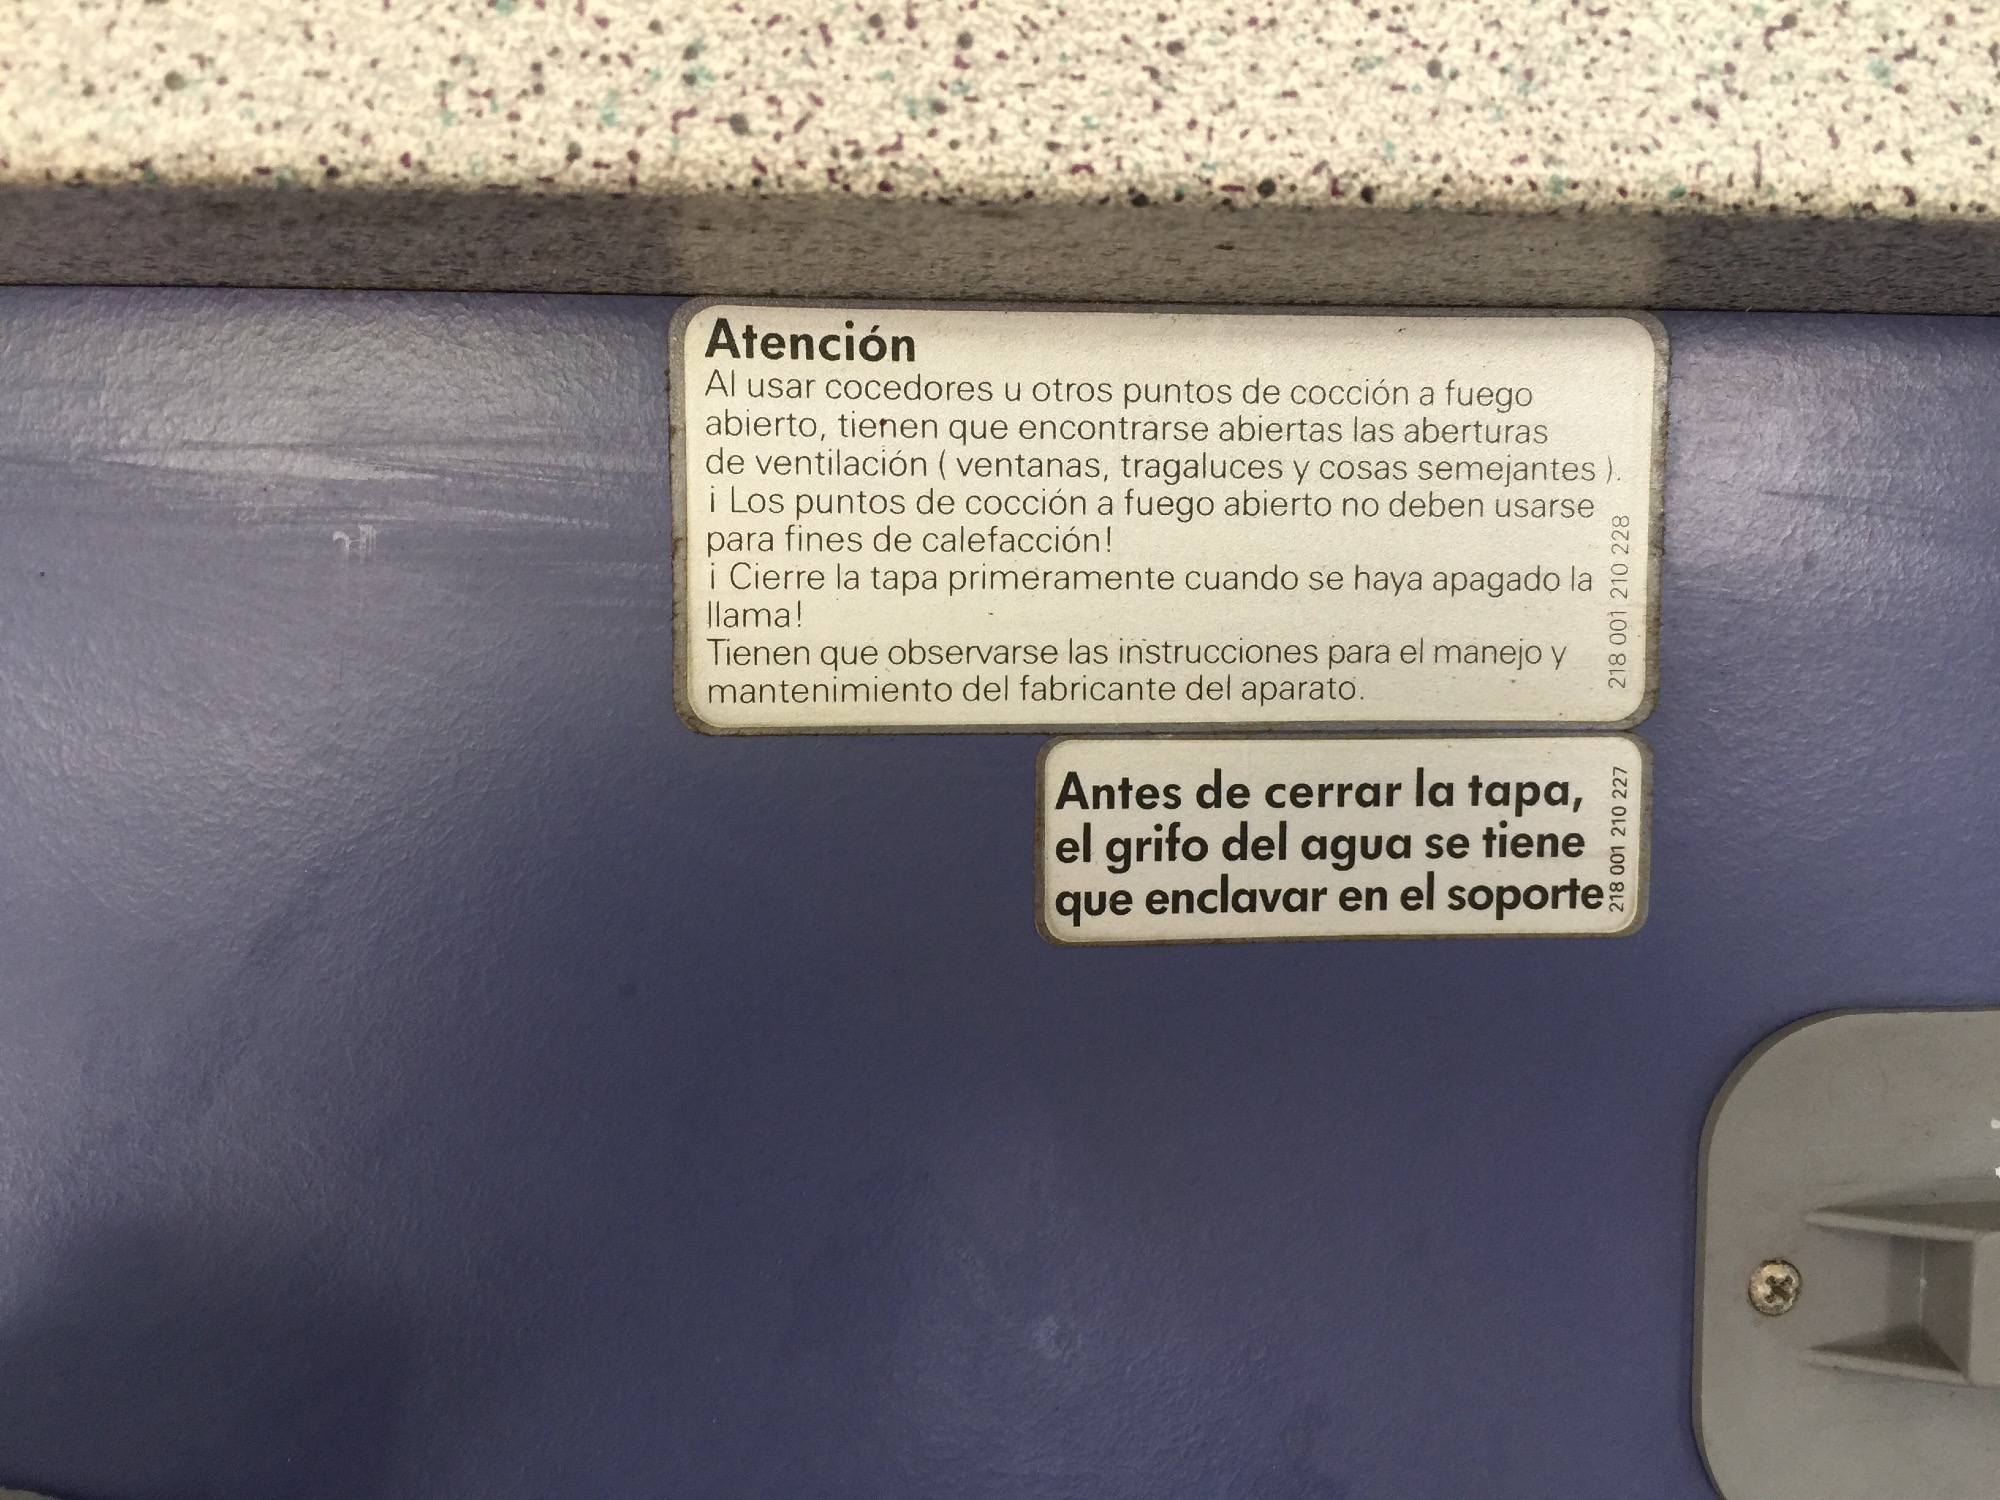 Atención
Al usar cocedores u otros puntos de cocción a fuego
abierto, tienen que encontrarse abiertas las aberturas
de ventilación ( ventanas, tragaluces y cosas semejantes ).
¡ Los puntos de cocción a fuego abierto no deben usarse
para fines de calefacción!
¡ Cierre la tapa primeramente cuando se haya apagado la
llama!
Tienen que observarse las instrucciones para el manejo y
mantenimiento del fabricante del aparato.
218 001 210 228
Antes de cerrar la tapa,
el grifo del agua se tiene
que enclavar en el soporte
218 001 210 227